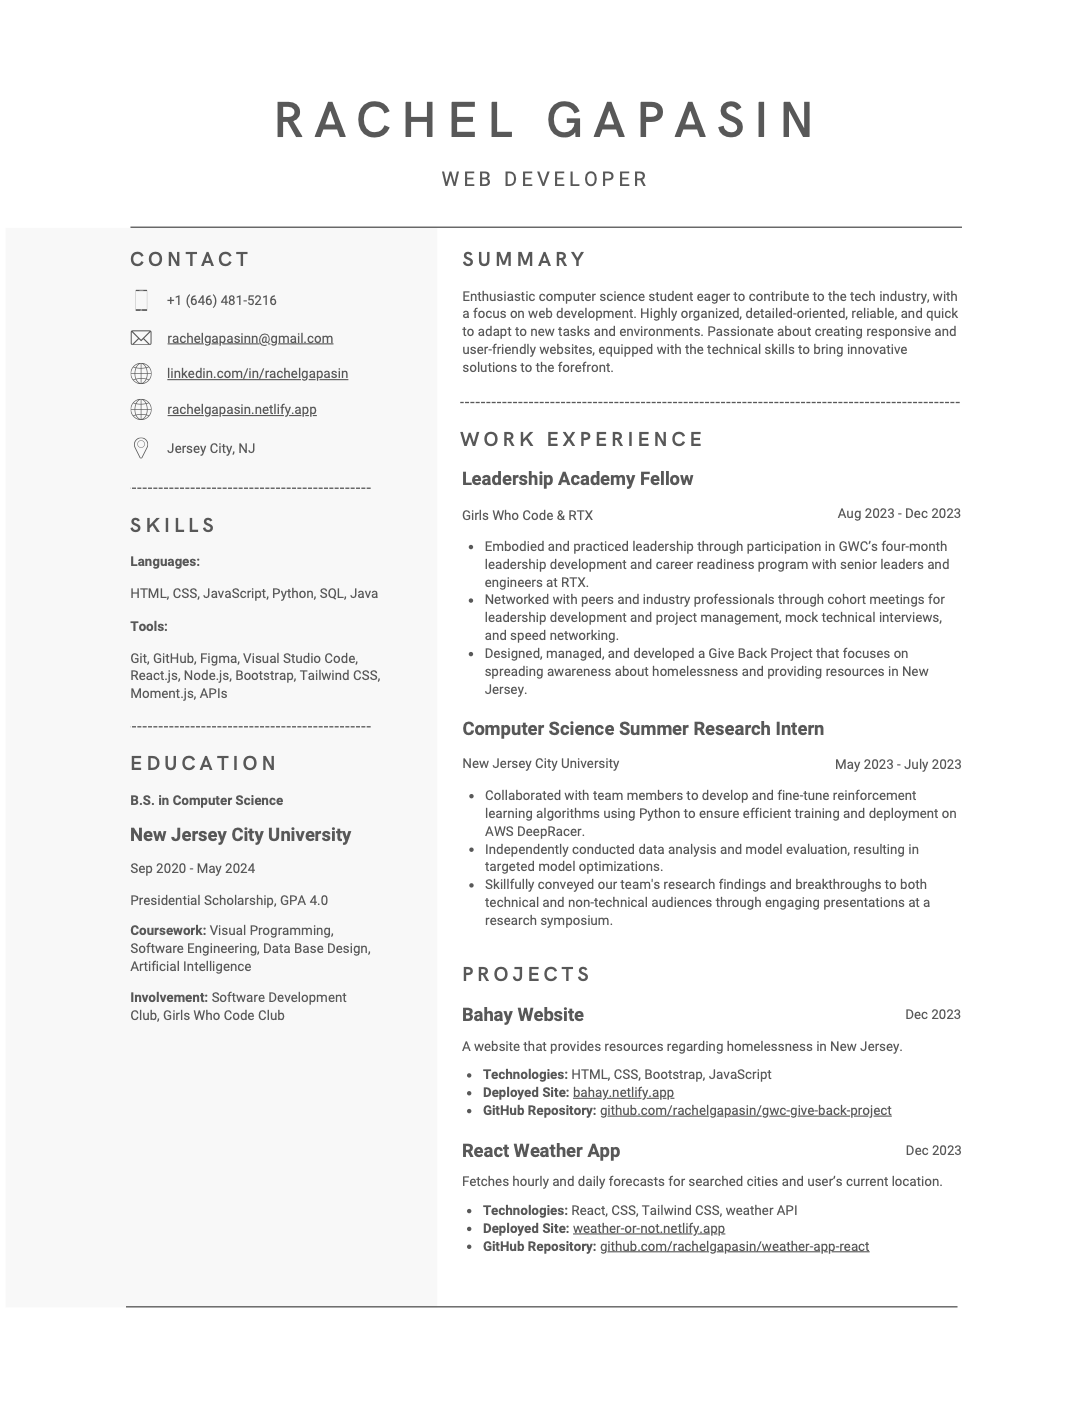 RACHEL GAPASIN
WEB DEVELOPER
CONTACT
+1 (646) 481-5216
rachelgapasinn@gmail.com
linkedin.com/in/rachelgapasin
rachelgapasin.netlify.app
Jersey City, NJ
---------------------------------------------
SKILLS
Languages:
HTML, CSS, JavaScript, Python, SQL, Java
Tools:
Git, GitHub, Figma, Visual Studio Code,
React.js, Node.js, Bootstrap, Tailwind CSS,
Moment.js, APIs
---------------------------------------------
EDUCATION
B.S. in Computer Science
New Jersey City University
Sep 2020 - May 2024
Presidential Scholarship, GPA 4.0
Coursework: Visual Programming,
Software Engineering, Data Base Design,
Artificial Intelligence
Involvement: Software Development
Club, Girls Who Code Club
SUMMARY
Enthusiastic computer science student eager to contribute to the tech industry, with
a focus on web development. Highly organized, detailed-oriented, reliable, and quick
to adapt to new tasks and environments. Passionate about creating responsive and
user-friendly websites, equipped with the technical skills to bring innovative
solutions to the forefront.
----------------------------------------------------------------------------------------------
WORK EXPERIENCE
Leadership Academy Fellow
Girls Who Code & RTX Aug 2023 - Dec 2023
• Embodied and practiced leadership through participation in GWC’s four-month
leadership development and career readiness program with senior leaders and
engineers at RTX.
• Networked with peers and industry professionals through cohort meetings for
leadership development and project management, mock technical interviews,
and speed networking.
• Designed, managed, and developed a Give Back Project that focuses on
spreading awareness about homelessness and providing resources in New
Jersey.
Computer Science Summer Research Intern
New Jersey City University May 2023 - July 2023
• Collaborated with team members to develop and fine-tune reinforcement
learning algorithms using Python to ensure efficient training and deployment on
AWS DeepRacer.
• Independently conducted data analysis and model evaluation, resulting in
targeted model optimizations.
• Skillfully conveyed our team's research findings and breakthroughs to both
technical and non-technical audiences through engaging presentations at a
research symposium.
PROJECTS
Bahay Website Dec 2023
A website that provides resources regarding homelessness in New Jersey.
• Technologies: HTML, CSS, Bootstrap, JavaScript
• Deployed Site: bahay.netlify.app
• GitHub Repository: github.com/rachelgapasin/gwc-give-back-project
React Weather App Dec 2023
Fetches hourly and daily forecasts for searched cities and user’s current location.
• Technologies: React, CSS, Tailwind CSS, weather API
• Deployed Site: weather-or-not.netlify.app
• GitHub Repository: github.com/rachelgapasin/weather-app-react